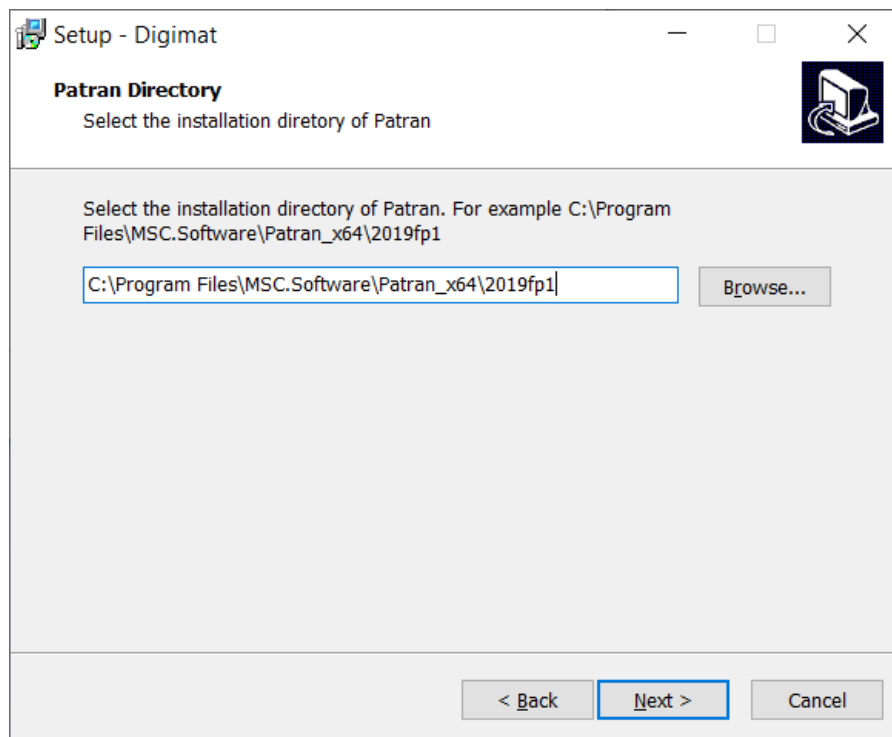 Setup - Digimat
Patran Directory
Select the installation diretory of Patran
Select the installation directory of Patran. For example C:\Program
Files\MSC.Software\Patran_x64\2019fp1
C:\Program Files\MSC.Software\Patran_x64\2019fp1
Browse...
< Back
Next >
Cancel